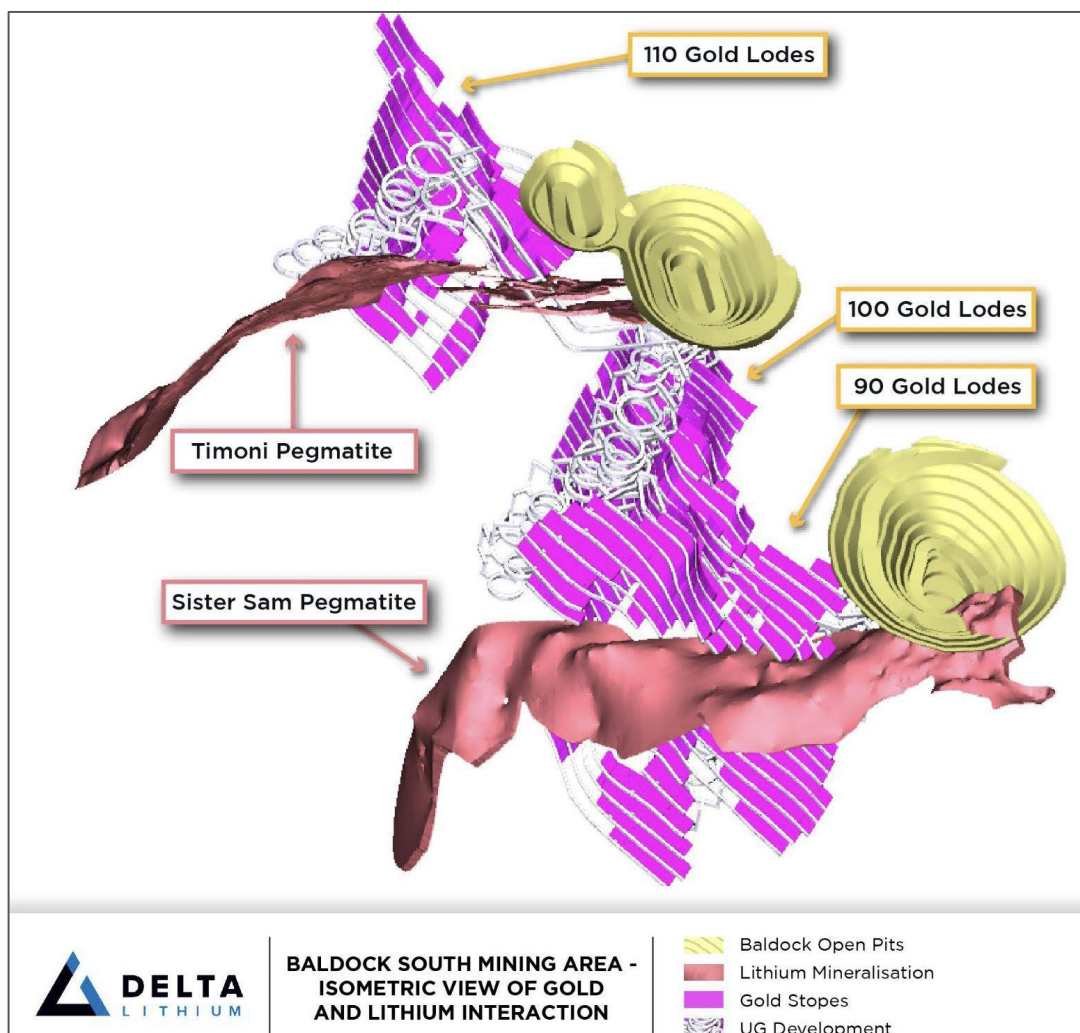 110 Gold Lodes
100 Gold Lodes
90 Gold Lodes
Timoni Pegmatite
Sister Sam Pegmatite
DELTA
LITHIUM
BALDOCK SOUTH MINING AREA -
ISOMETRIC VIEW OF GOLD
AND LITHIUM INTERACTION
Baldock Open Pits
Lithium Mineralisation
Gold Stopes
UG Development